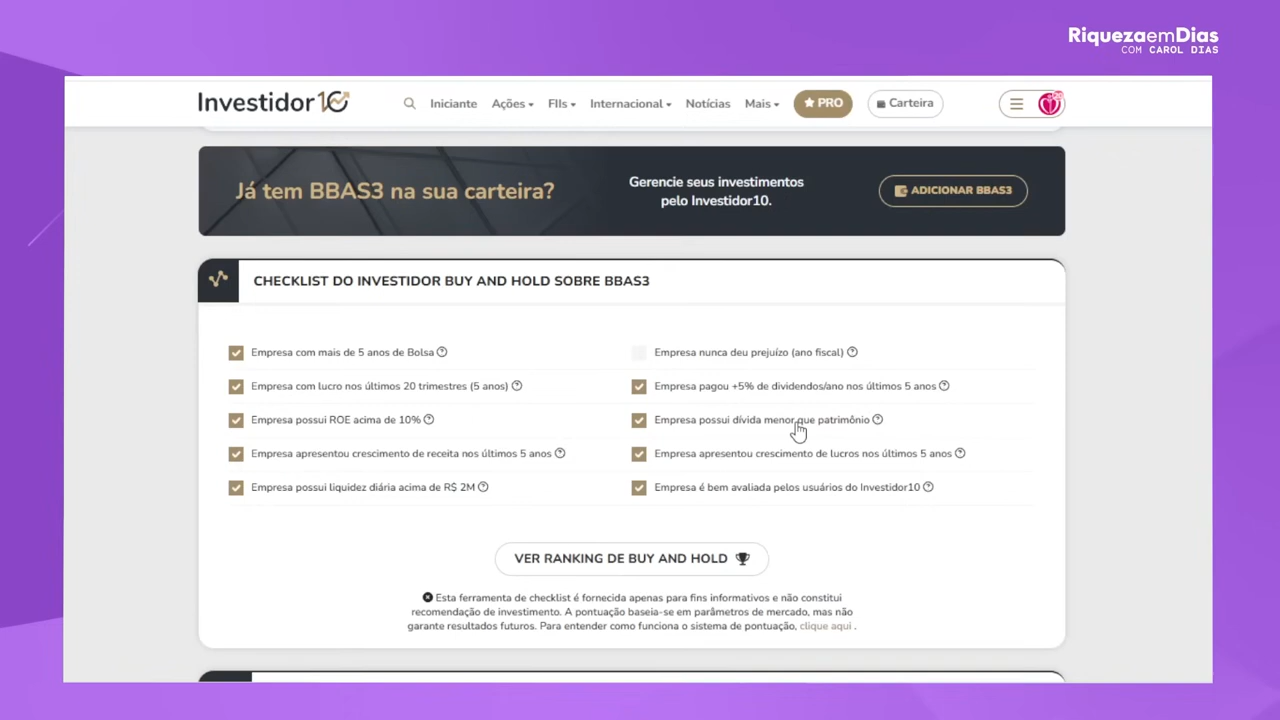 RiquezaemDias
COM CAROL DIAS
Investidor10
Iniciante Ações FIIs Internacional Notícias Mais PRO Carteira
Já tem BBAS3 na sua carteira?
Gerencie seus investimentos
pelo Investidor10.
ADICIONAR BBAS3
CHECKLIST DO INVESTIDOR BUY AND HOLD SOBRE BBAS3
Empresa com mais de 5 anos de Bolsa
Empresa nunca deu prejuízo (ano fiscal)
Empresa com lucro nos últimos 20 trimestres (5 anos)
Empresa pagou +5% de dividendos/ano nos últimos 5 anos
Empresa possui ROE acima de 10%
Empresa possui dívida menor que patrimônio
Empresa apresentou crescimento de receita nos últimos 5 anos
Empresa apresentou crescimento de lucros nos últimos 5 anos
Empresa possui liquidez diária acima de R$ 2M
Empresa é bem avaliada pelos usuários do Investidor10
VER RANKING DE BUY AND HOLD
Esta ferramenta de checklist é fornecida apenas para fins informativos e não constitui
recomendação de investimento. A pontuação baseia-se em parâmetros de mercado, mas não
garante resultados futuros. Para entender como funciona o sistema de pontuação, clique aqui .